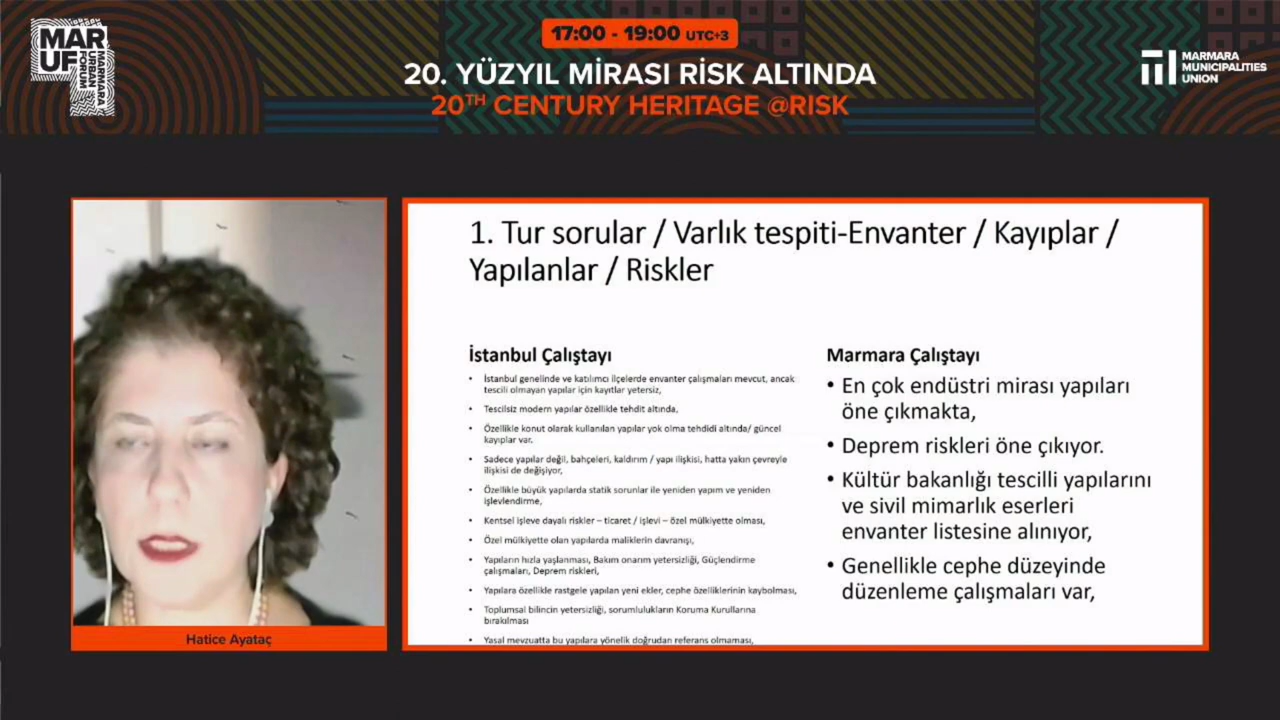 MAR
UF
MARMARA
URBAN
FORUM
17:00 - 19:00 UTC+3
20. YÜZYIL MİRASI RİSK ALTINDA
20TH CENTURY HERITAGE @RISK
MARMARA
MUNICIPALITIES
UNION
Hatice Ayataç
1. Tur sorular / Varlık tespiti-Envanter / Kayıplar /
Yapılanlar / Riskler
İstanbul Çalıştayı
• İstanbul genelinde ve katılımcı ilçelerde envanter çalışmaları mevcut, ancak
tescili olmayan yapılar için kayıtlar yetersiz,
• Tescilsiz modern yapılar özellikle tehdit altında,
• Özellikle konut olarak kullanılan yapılar yok olma tehdidi altında/ güncel
kayıplar var.
• Sadece yapılar değil, bahçeleri, kaldırım / yapı ilişkisi, hatta yakın çevreyle
ilişkisi de değişiyor,
• Özellikle büyük yapılarda statik sorunlar ile yeniden yapım ve yeniden
işlevlendirme,
• Kentsel işleve dayalı riskler – ticaret / işlevi – özel mülkiyette olması,
• Özel mülkiyette olan yapılarda maliklerin davranışı,
• Yapıların hızla yaşlanması, Bakım onarım yetersizliği, Güçlendirme
çalışmaları, Deprem riskleri,
• Yapılara özellikle rastgele yapılan yeni ekler, cephe özelliklerinin kaybolması,
• Toplumsal bilincin yetersizliği, sorumlulukların Koruma Kurullarına
bırakılması
• Yasal mevzuatta bu yapılara yönelik doğrudan referans olmaması,
Marmara Çalıştayı
• En çok endüstri mirası yapıları
öne çıkmakta,
• Deprem riskleri öne çıkıyor.
• Kültür bakanlığı tescilli yapılarını
ve sivil mimarlık eserleri
envanter listesine alınıyor,
• Genellikle cephe düzeyinde
düzenleme çalışmaları var,